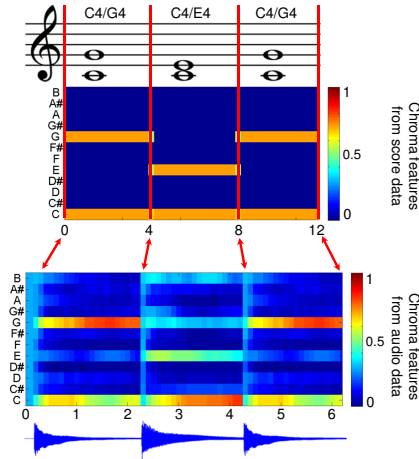 C4/G4 C4/E4 C4/G4
B
A#
A
G#
G
F#
F
E
D#
D
C#
C
0 4 8 12
1
0.5
0
Chroma features
from score data
B
A#
A
G#
G
F#
F
E
D#
D
C#
C
0 1 2 3 4 5 6
1
0.5
0
Chroma features
from audio data